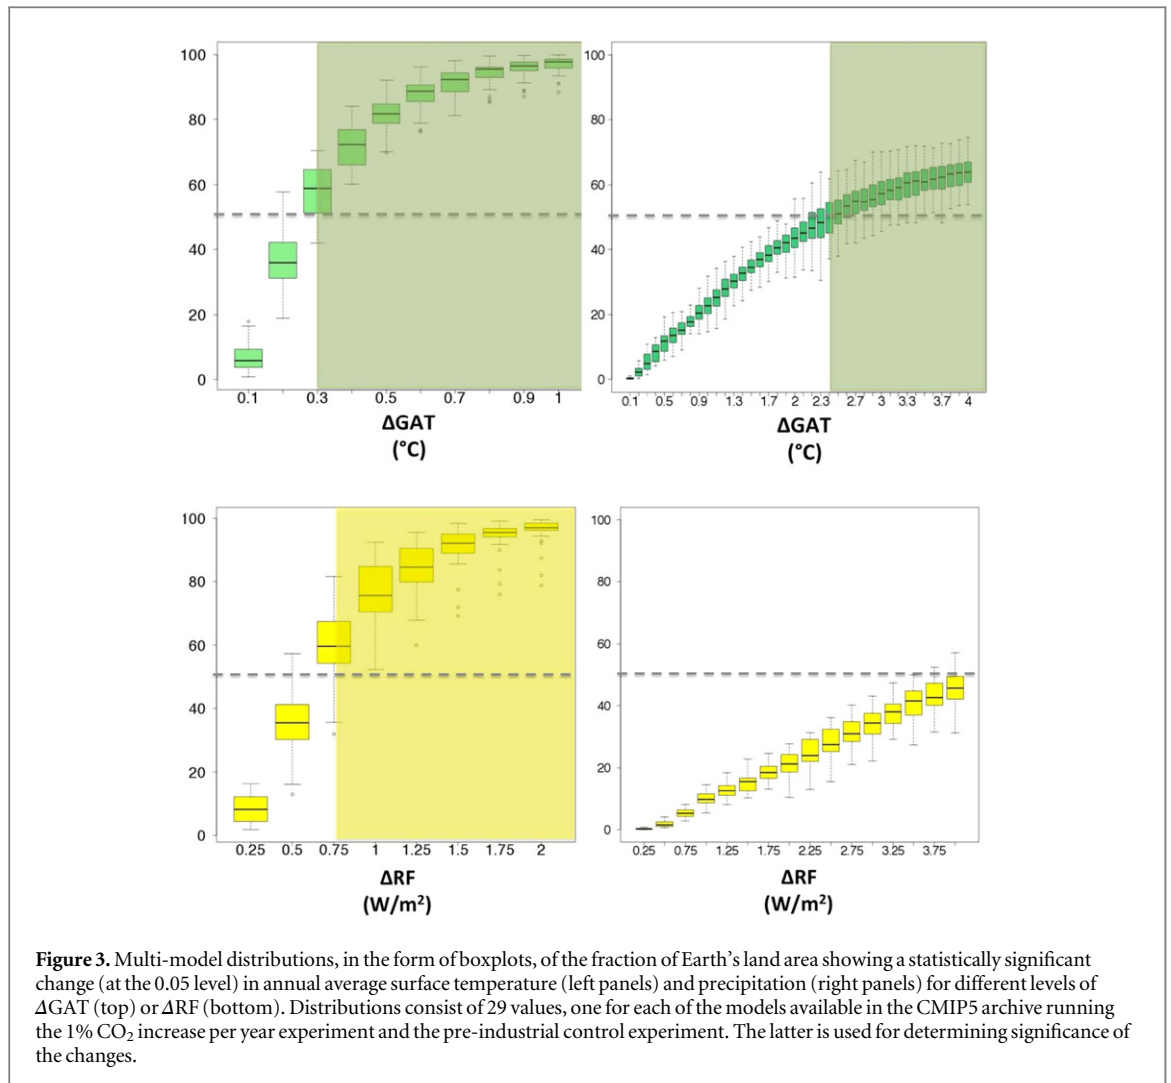 100
80
60
40
20
0
0.1 0.3 0.5 0.7 0.9 1
ΔGAT
(°C)
100
80
60
40
20
0
0.1 0.5 0.9 1.3 1.7 2 2.3 2.7 3 3.3 3.7 4
ΔGAT
(°C)
100
80
60
40
20
0
0.25 0.5 0.75 1 1.25 1.5 1.75 2
ΔRF
(W/m²)
100
80
60
40
20
0
0.25 0.75 1.25 1.75 2.25 2.75 3.25 3.75
ΔRF
(W/m²)
Figure 3. Multi-model distributions, in the form of boxplots, of the fraction of Earth's land area showing a statistically significant
change (at the 0.05 level) in annual average surface temperature (left panels) and precipitation (right panels) for different levels of
ΔGAT (top) or ΔRF (bottom). Distributions consist of 29 values, one for each of the models available in the CMIP5 archive running
the 1% CO₂ increase per year experiment and the pre-industrial control experiment. The latter is used for determining significance of
the changes.